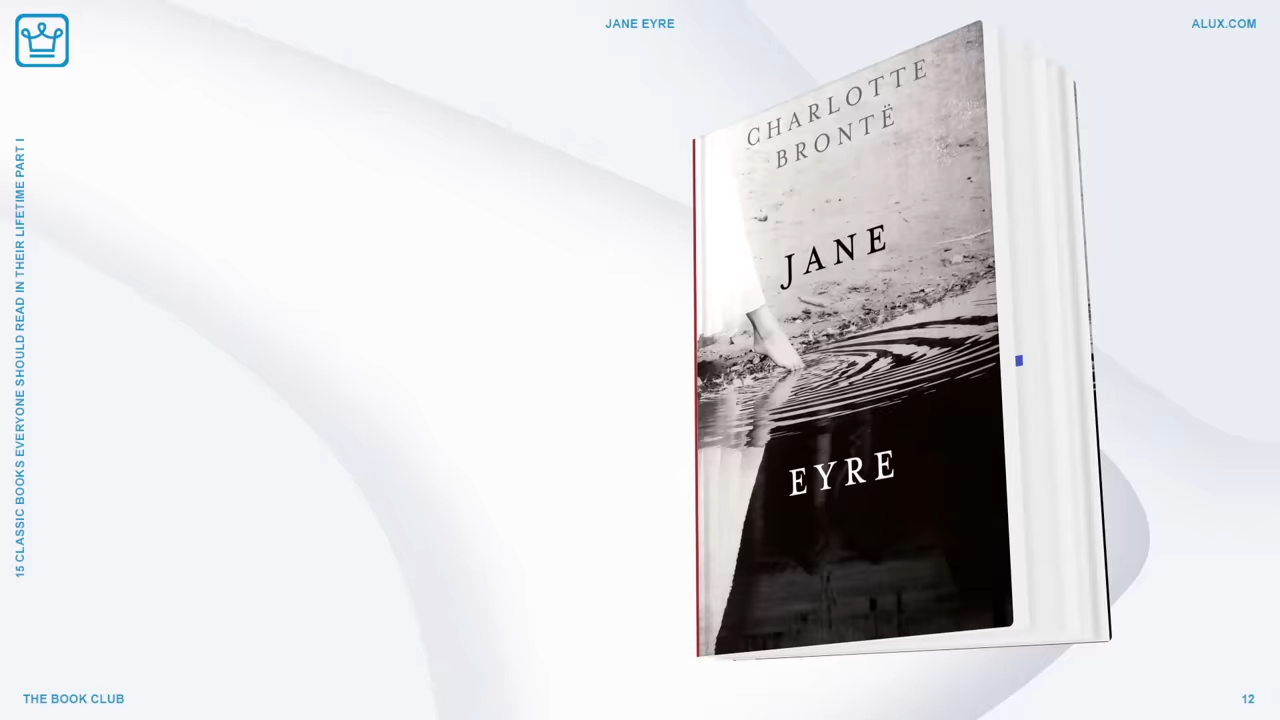 JANE EYRE
ALUX.COM
15 CLASSIC BOOKS EVERYONE SHOULD READ IN THEIR LIFETIME PART I
CHARLOTTE
BRONTË
JANE
EYRE
THE BOOK CLUB
12